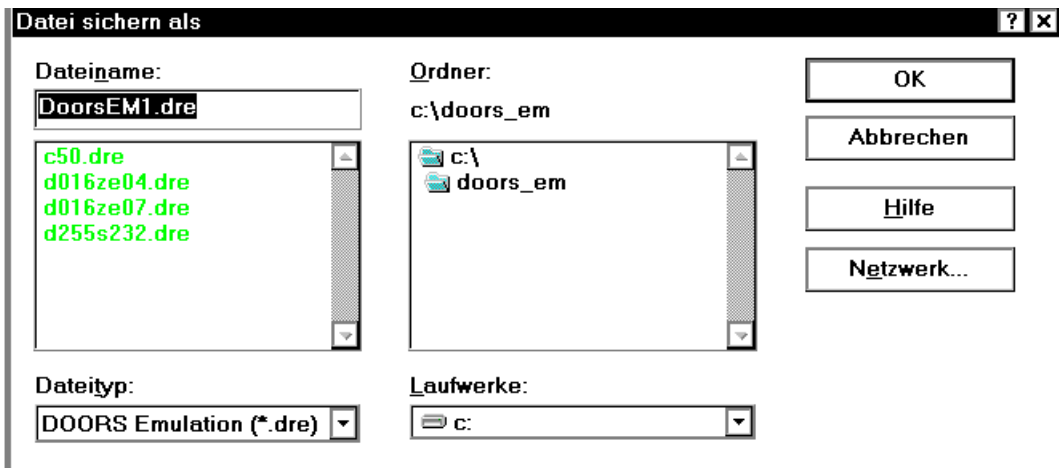 Datei sichern als
Dateiname:
DoorsEM1.dre
c50.dre
d016ze04.dre
d016ze07.dre
d255s232.dre
Dateityp:
DOORS Emulation (*.dre)
Ordner:
c:\doors_em
c:\
doors_em
Laufwerke:
c:
OK
Abbrechen
Hilfe
Netzwerk...